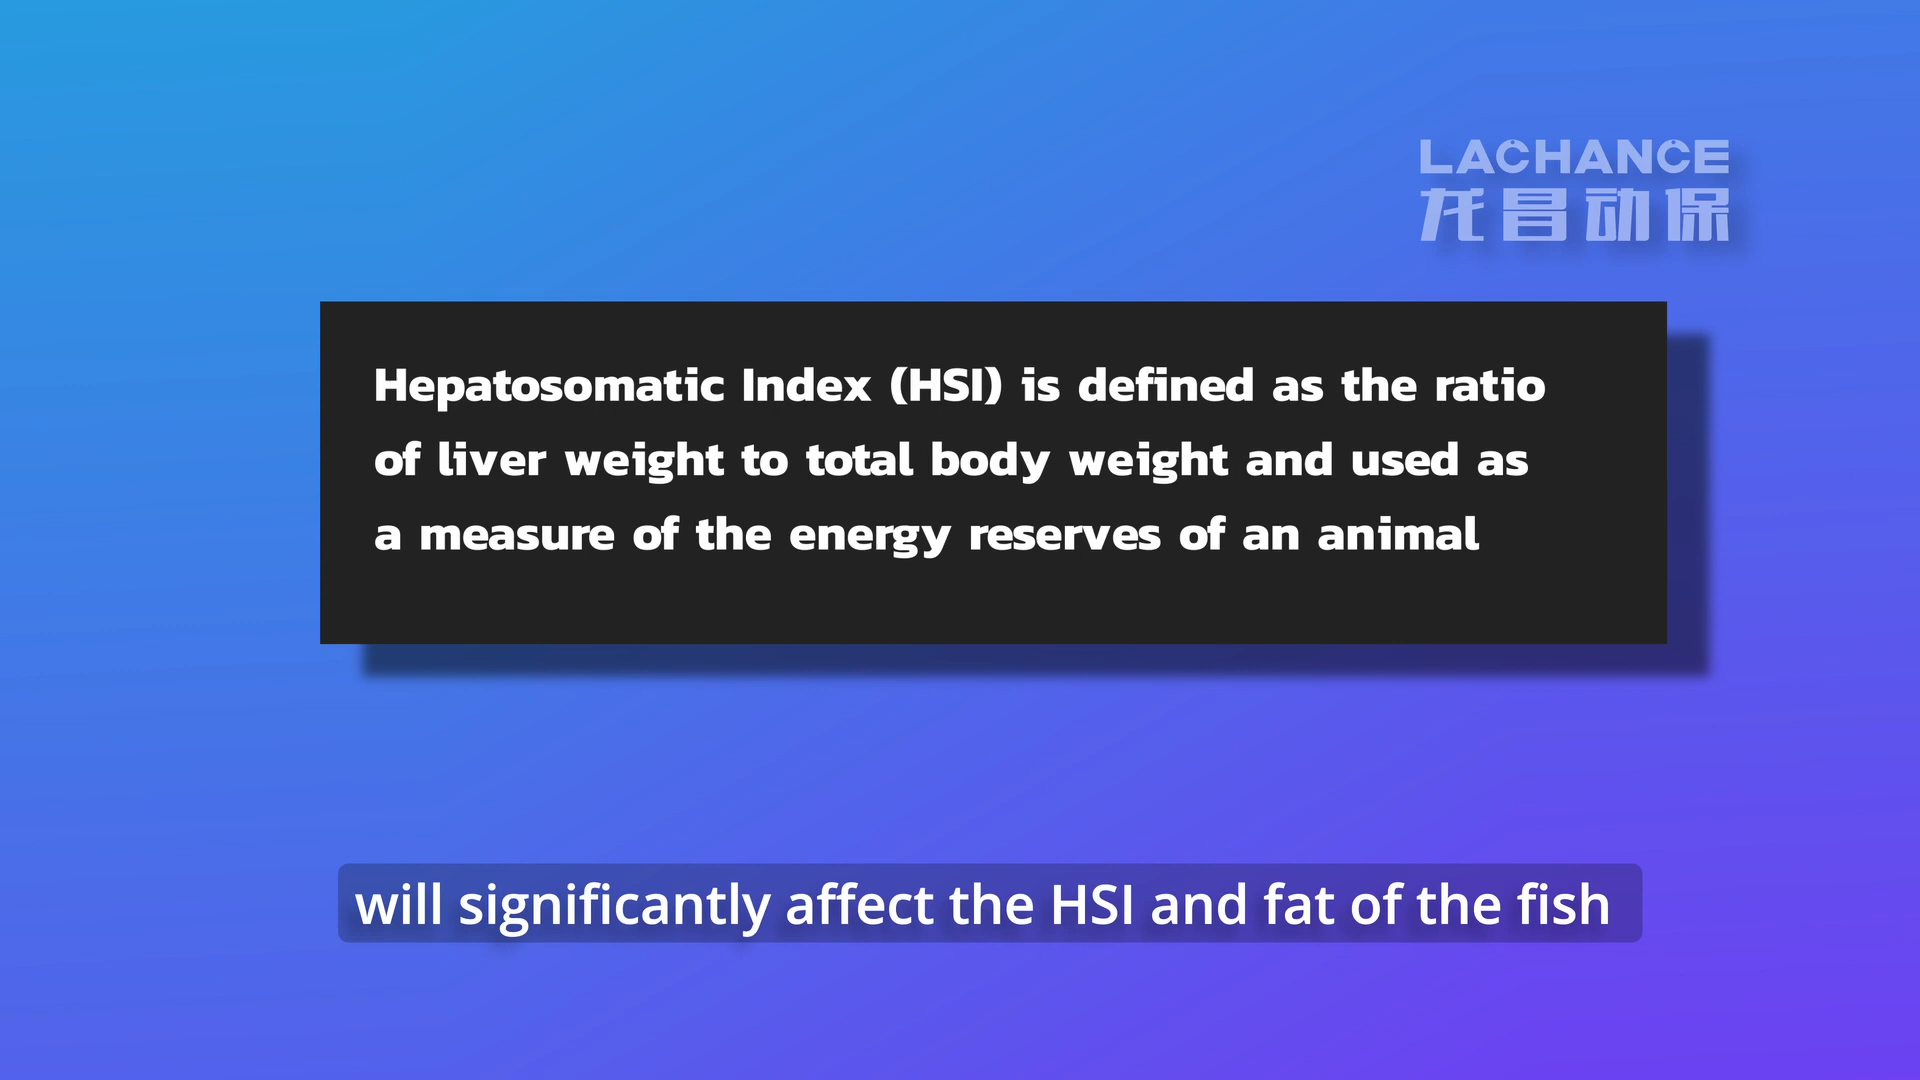 LACHANCE
龙昌动保
Hepatosomatic Index (HSI) is defined as the ratio
of liver weight to total body weight and used as
a measure of the energy reserves of an animal
will significantly affect the HSI and fat of the fish